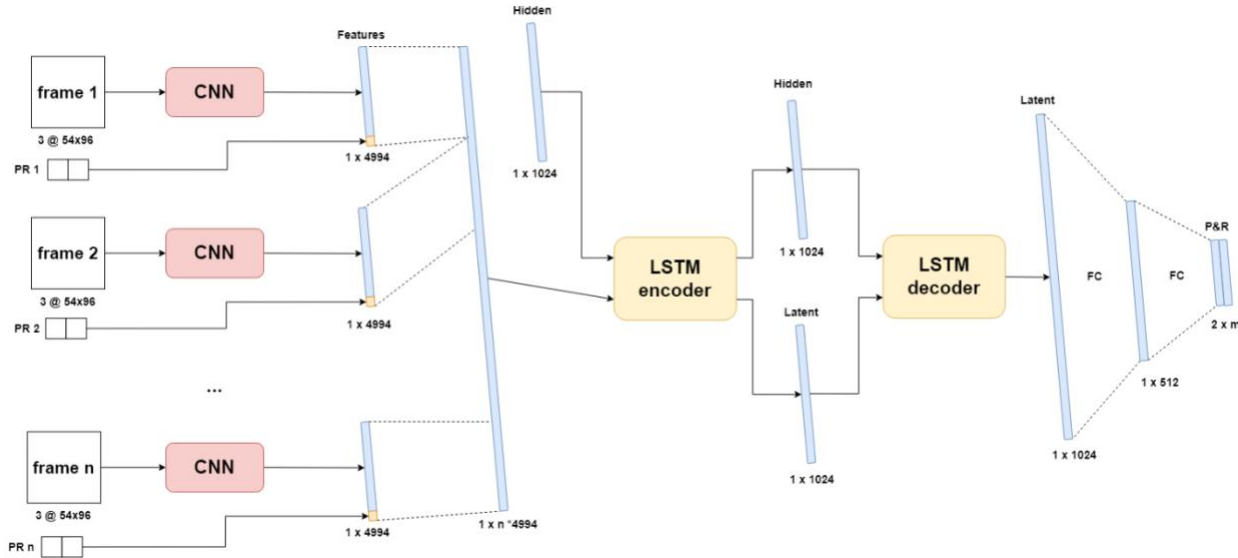 Hidden
Features
frame 1
CNN
3 @ 54x96
PR 1
1 x 4994
1 x 1024
frame 2
CNN
3 @ 54x96
PR 2
1 x 4994
...
frame n
CNN
3 @ 54x96
PR n
1 x 4994
1 x n *4994
LSTM
encoder
Hidden
1 x 1024
Latent
1 x 1024
LSTM
decoder
Latent
1 x 1024
FC
1 x 512
FC
P&R
2 x m